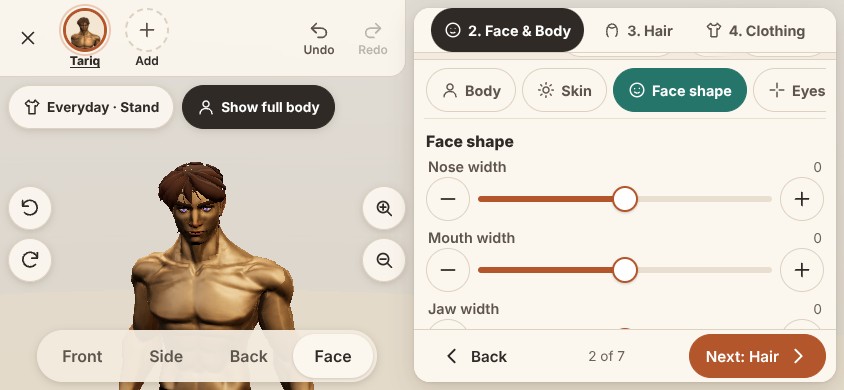 Tariq
Add
Undo
Redo
Everyday · Stand
Show full body
Front
Side
Back
Face
2. Face & Body
3. Hair
4. Clothing
Body
Skin
Face shape
Eyes
Face shape
Nose width 0
Mouth width 0
Jaw width 0
Back
2 of 7
Next: Hair